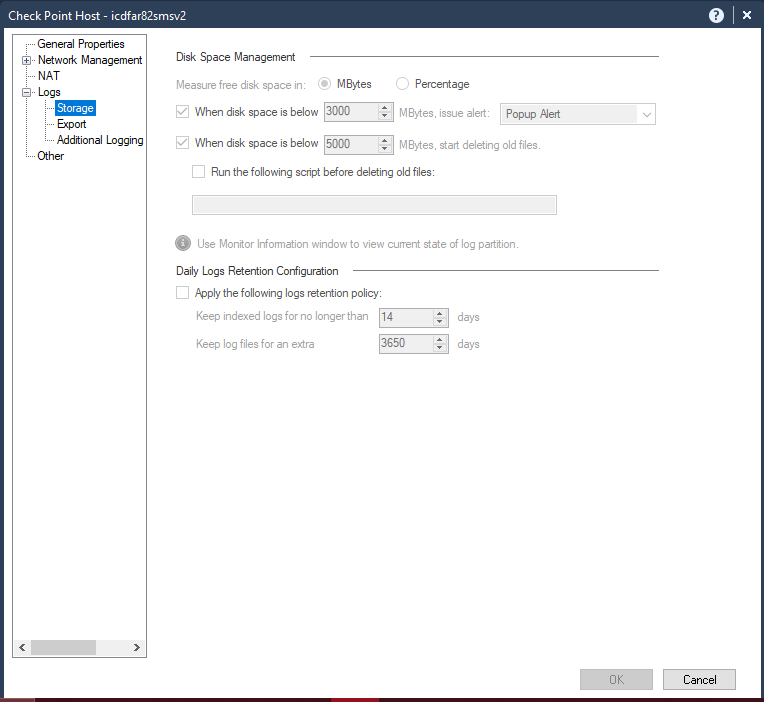 Check Point Host - icdfar82smsv2
General Properties
Network Management
NAT
Logs
Storage
Export
Additional Logging
Other
Disk Space Management
Measure free disk space in: MBytes Percentage
When disk space is below 3000 MBytes, issue alert: Popup Alert
When disk space is below 5000 MBytes, start deleting old files.
Run the following script before deleting old files:
Use Monitor Information window to view current state of log partition.
Daily Logs Retention Configuration
Apply the following logs retention policy:
Keep indexed logs for no longer than 14 days
Keep log files for an extra 3650 days
OK Cancel